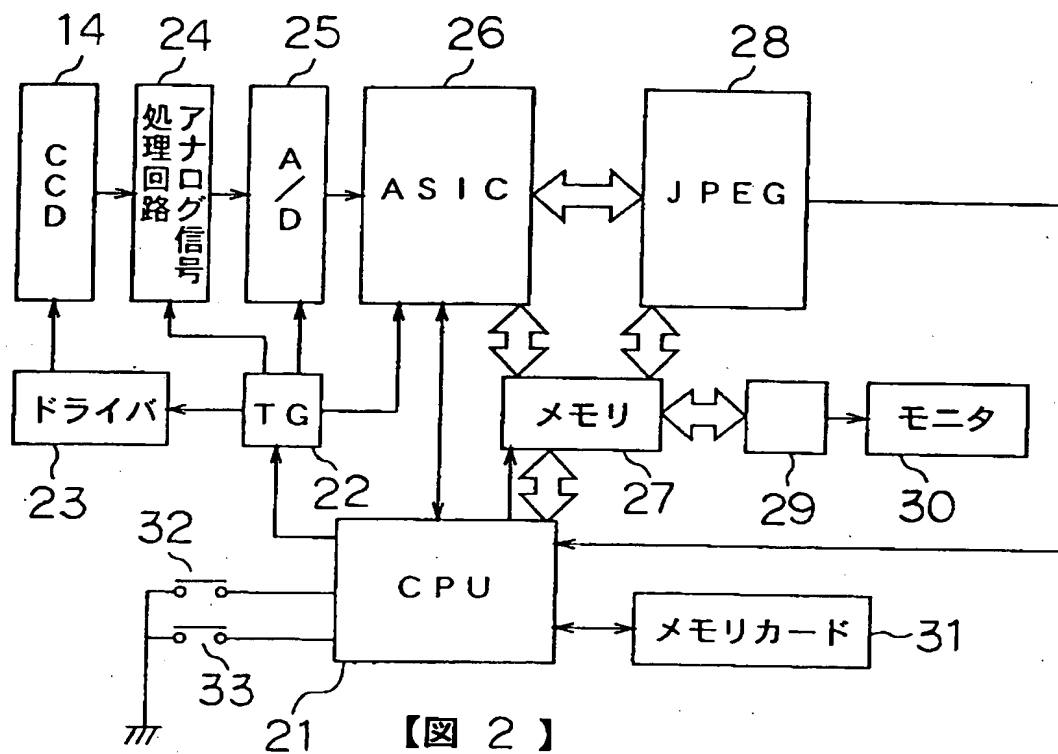 14
24
25
26
28
CCD
アナログ信号
処理回路
A/D
ASIC
JPEG
ドライバ
TG
メモリ
モニタ
23
22
27
29
30
32
CPU
メモリカード
31
33
21
【図 2 】